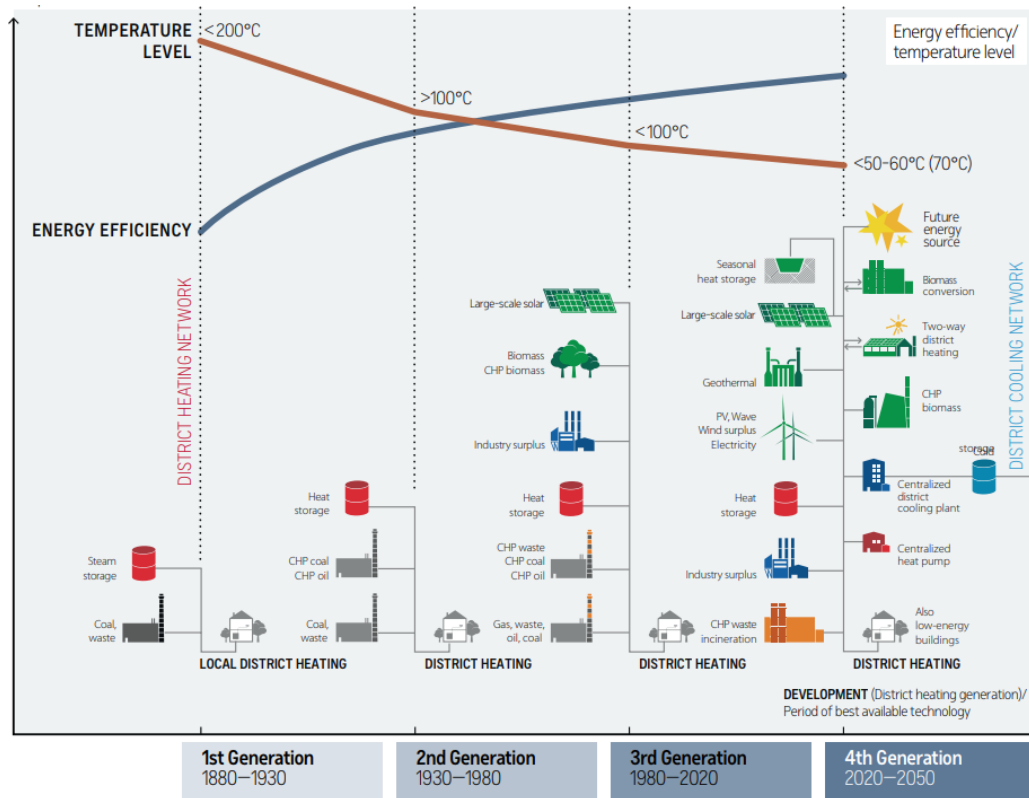 TEMPERATURE
LEVEL
<200°C
Energy efficiency/
temperature level
>100°C
<100°C
<50-60°C (70°C)
ENERGY EFFICIENCY
DISTRICT HEATING NETWORK
DISTRICT COOLING NETWORK
Steam
storage
Coal,
waste
LOCAL DISTRICT HEATING
Heat
storage
CHP coal
CHP oil
Coal,
waste
DISTRICT HEATING
Large-scale solar
Biomass
CHP biomass
Industry surplus
Heat
storage
CHP waste
CHP coal
CHP oil
Gas, waste,
oil, coal
DISTRICT HEATING
Seasonal
heat storage
Large-scale solar
Geothermal
PV, Wave
Wind surplus
Electricity
Heat
storage
Industry surplus
CHP waste
incineration
Future
energy
source
Biomass
conversion
Two-way
district
heating
CHP
biomass
storage
Cold
Centralized
district
cooling plant
Centralized
heat pump
Also
low-energy
buildings
DISTRICT HEATING
DEVELOPMENT (District heating generation)/
Period of best available technology
1st Generation
1880–1930
2nd Generation
1930–1980
3rd Generation
1980–2020
4th Generation
2020–2050